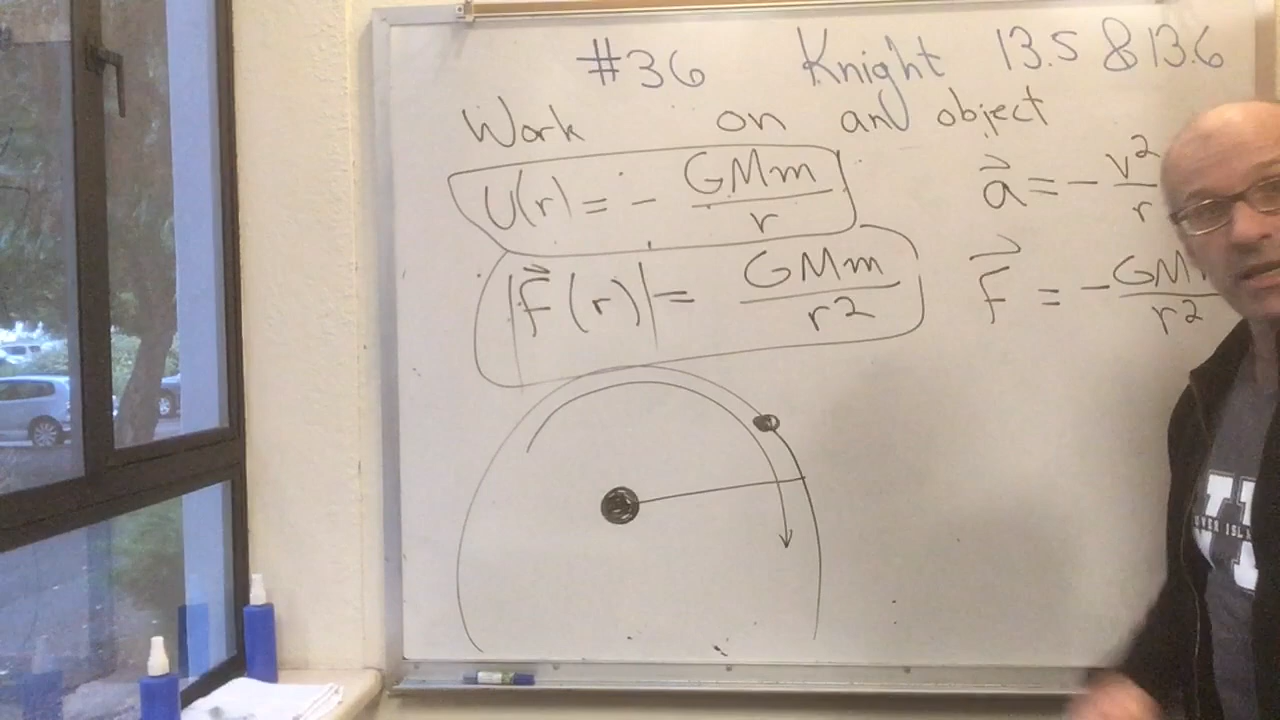 #36 Knight 13.5 & 13.6
Work on an object
U(r) = - GMm/r
|F⃗(r)| = GMm/r²
a⃗ = - v²/r
F⃗ = - GM/r²